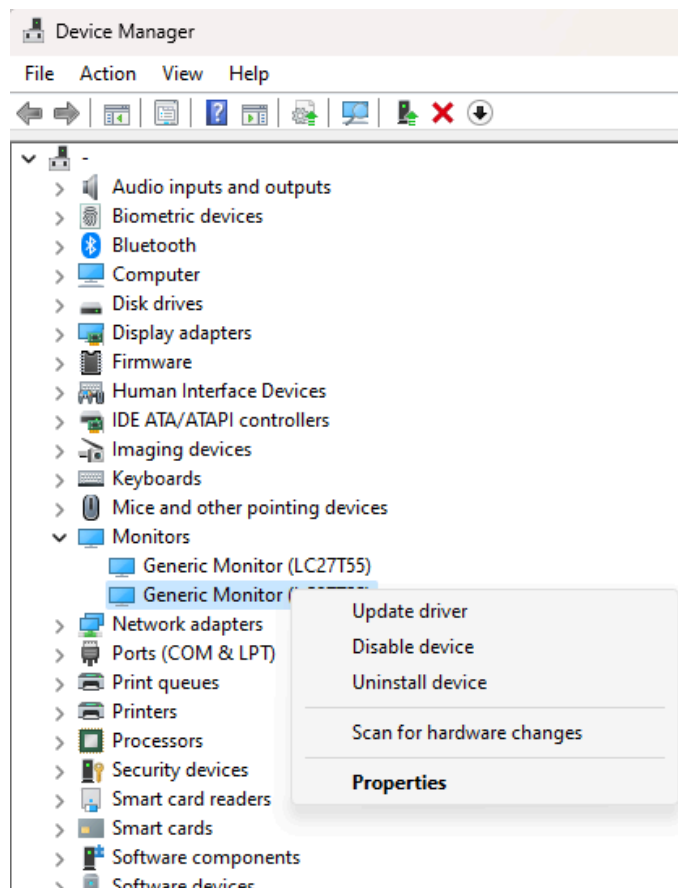 Device Manager
File Action View Help
-
Audio inputs and outputs
Biometric devices
Bluetooth
Computer
Disk drives
Display adapters
Firmware
Human Interface Devices
IDE ATA/ATAPI controllers
Imaging devices
Keyboards
Mice and other pointing devices
Monitors
Generic Monitor (LC27T55)
Generic Monitor
Network adapters
Ports (COM & LPT)
Print queues
Printers
Processors
Security devices
Smart card readers
Smart cards
Software components
Software devices
Update driver
Disable device
Uninstall device
Scan for hardware changes
Properties